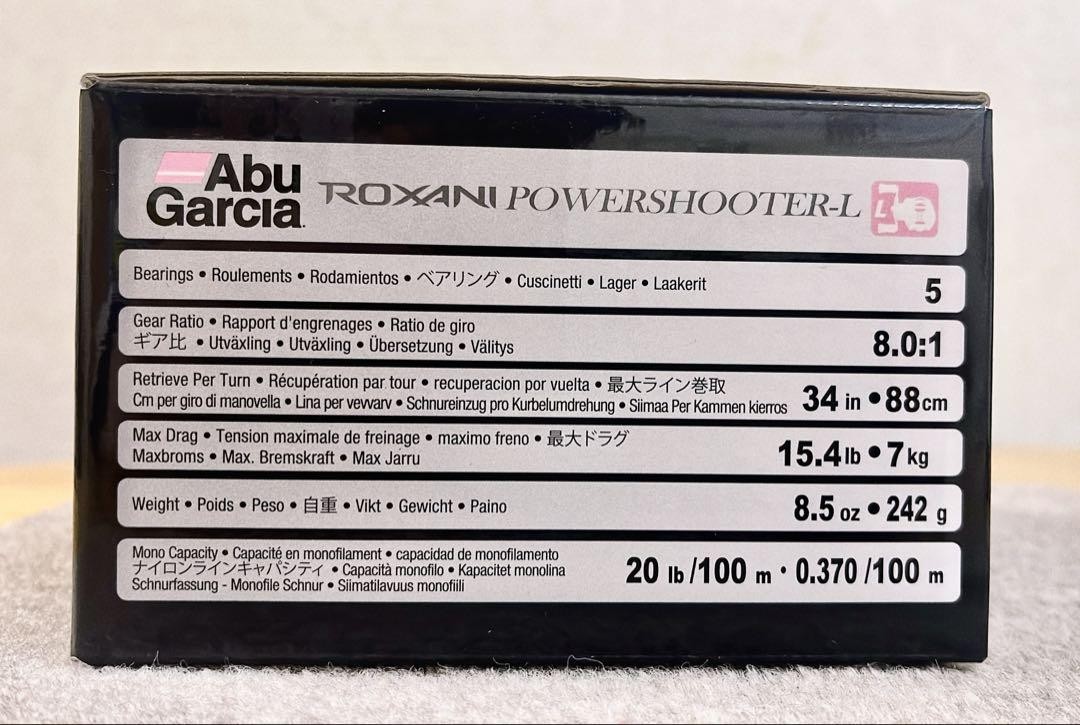 Abu
Garcia
ROXANI POWERSHOOTER-L
L
Bearings • Roulements • Rodamientos • ベアリング • Cuscinetti • Lager • Laakerit
5
Gear Ratio • Rapport d'engrenages • Ratio de giro
ギア比 • Utväxling • Utväxling • Übersetzung • Välitys
8.0:1
Retrieve Per Turn • Récupération par tour • recuperacion por vuelta • 最大ライン巻取
Cm per giro di manovella • Lina per vevvarv • Schnureinzug pro Kurbelumdrehung • Siimaa Per Kammen kierros
34 in • 88cm
Max Drag • Tension maximale de freinage • maximo freno • 最大ドラグ
Maxbroms • Max. Bremskraft • Max Jarru
15.4lb • 7kg
Weight • Poids • Peso • 自重 • Vikt • Gewicht • Paino
8.5 oz • 242 g
Mono Capacity • Capacité en monofilament • capacidad de monofilamento
ナイロンラインキャパシティ • Capacità monofilo • Kapacitet monolina
Schnurfassung - Monofile Schnur • Siimatilavuus monofiili
20 lb /100 m · 0.370 /100 m